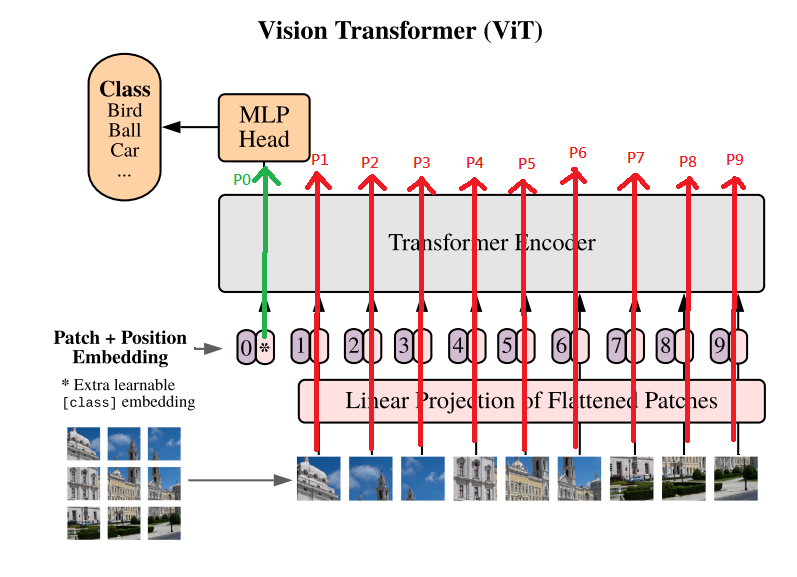 Vision Transformer (ViT)
Class
Bird
Ball
Car
...
MLP
Head
P0
P1
P2
P3
P4
P5
P6
P7
P8
P9
Transformer Encoder
Patch + Position
Embedding
0 *
1
2
3
4
5
6
7
8
9
* Extra learnable
[class] embedding
Linear Projection of Flattened Patches